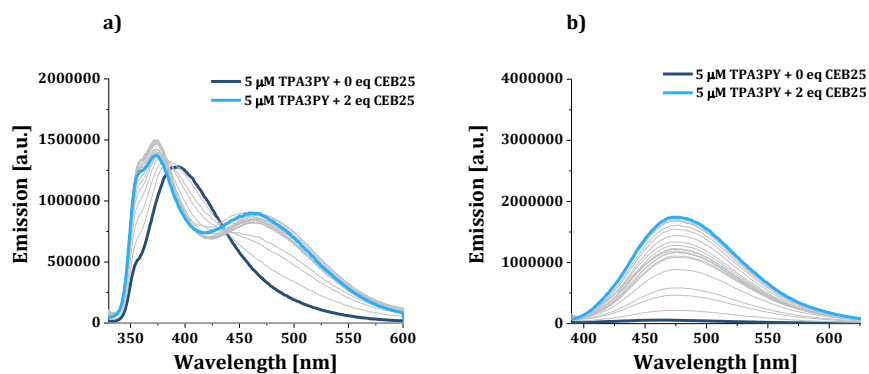 a)
b)
5 µM TPA3PY + 0 eq CEB25
5 µM TPA3PY + 2 eq CEB25
2000000
1500000
1000000
500000
0
Emission [a.u.]
350
400
450
500
550
600
Wavelength [nm]
5 µM TPA3PY + 0 eq CEB25
5 µM TPA3PY + 2 eq CEB25
4000000
3000000
2000000
1000000
0
Emission [a.u.]
400
450
500
550
600
Wavelength [nm]